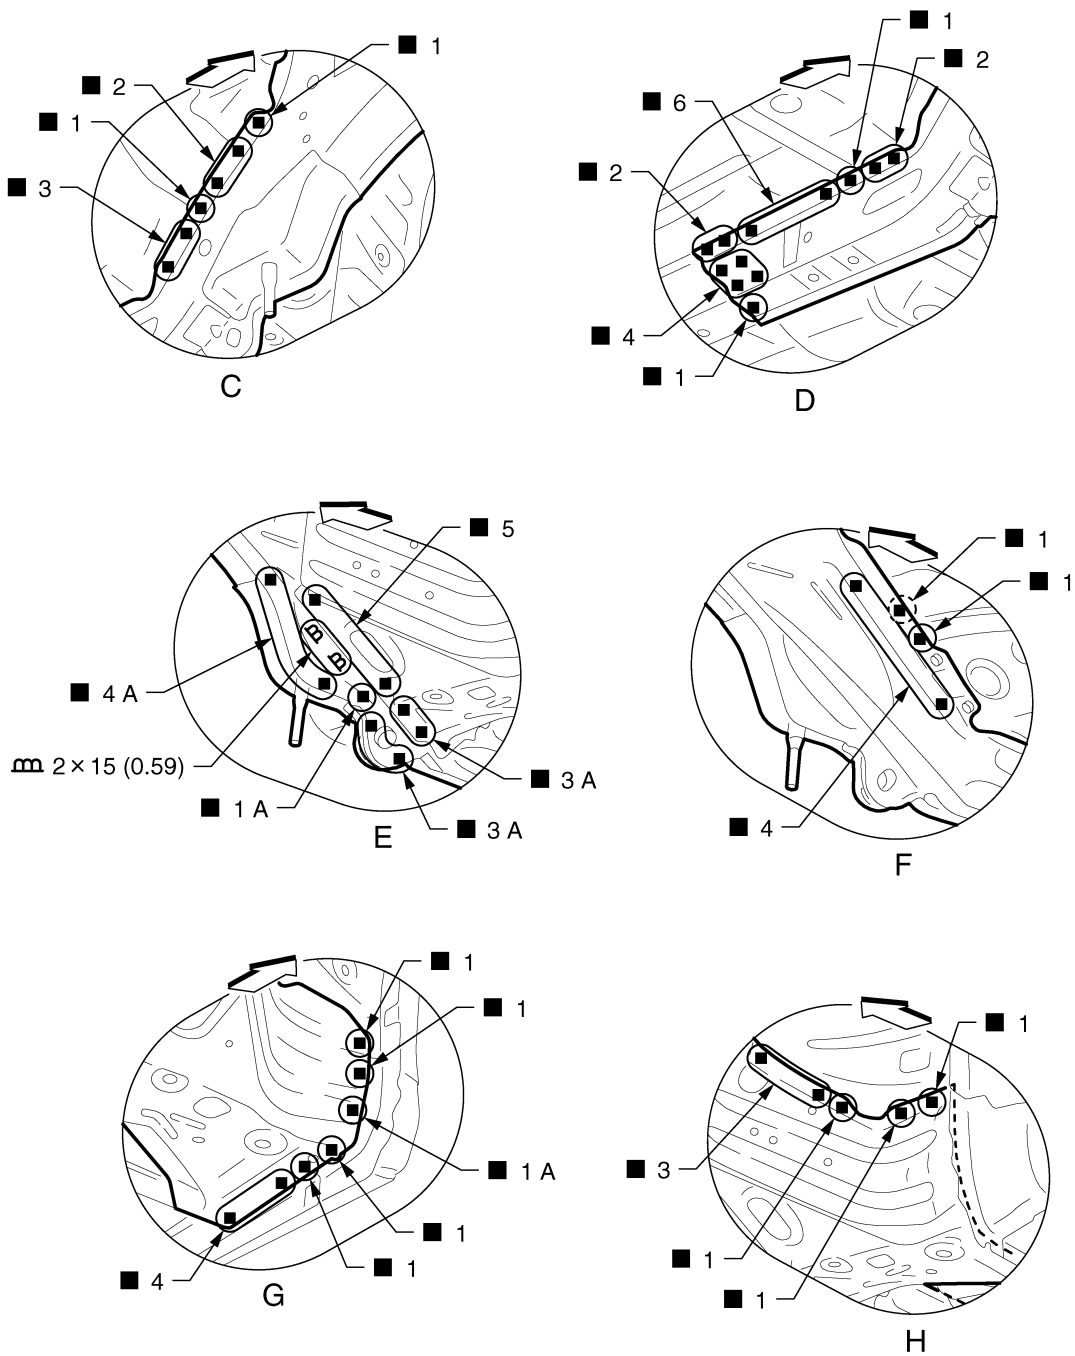 ■ 1
■ 2
■ 1
■ 3
C
■ 1
■ 2
■ 6
■ 2
■ 4
■ 1
D
■ 5
■ 4 A
2 × 15 (0.59)
■ 1 A
■ 3 A
■ 3 A
E
■ 1
■ 1
■ 4
F
■ 1
■ 1
■ 1 A
■ 1
■ 1
■ 4
G
■ 1
■ 3
■ 1
■ 1
H